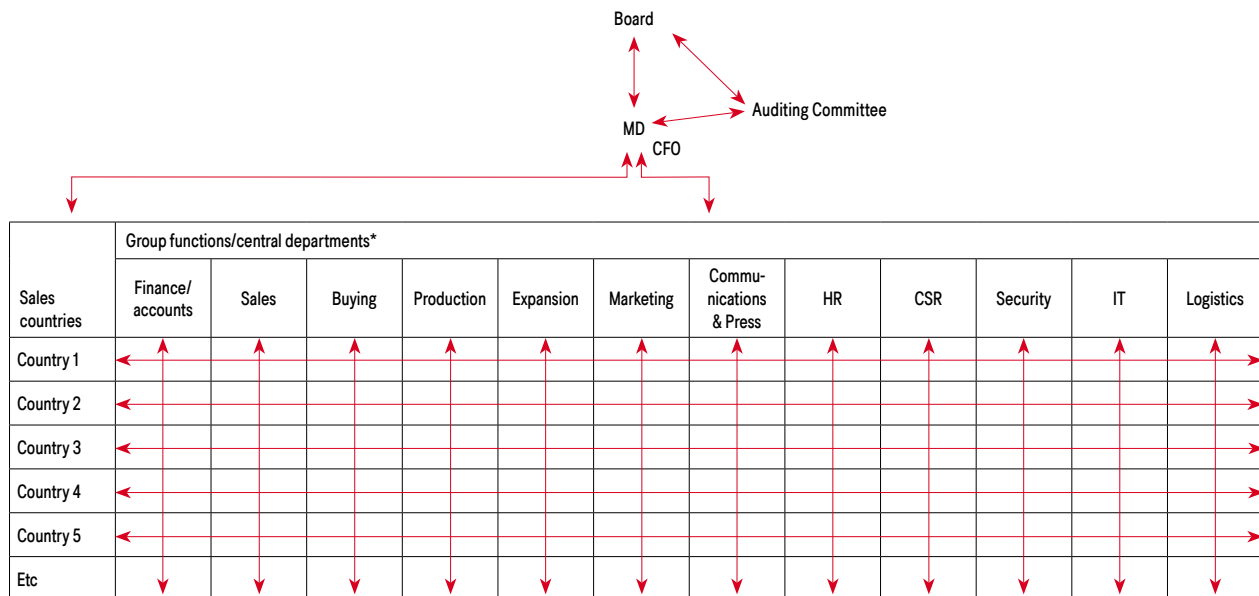 Board
Auditing Committee
MD
CFO
Group functions/central departments*
Sales
countries
Finance/
accounts
Sales
Buying
Production
Expansion
Marketing
Commu-
nications
& Press
HR
CSR
Security
IT
Logistics
Country 1
Country 2
Country 3
Country 4
Country 5
Etc